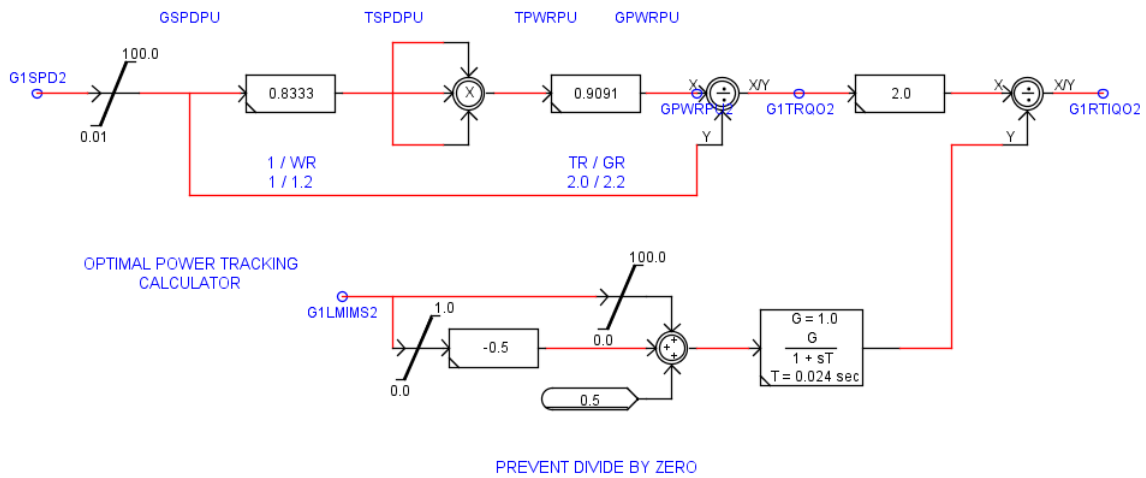 GSPDPU
TSPDPU
TPWRPU
GPWRPU
100.0
G1SPD2
0.01
0.8333
X
0.9091
X
GPWRPU2
÷
X/Y
Y
G1TRQO2
2.0
X
÷
X/Y
Y
G1RTIQO2
1 / WR
1 / 1.2
TR / GR
2.0 / 2.2
OPTIMAL POWER TRACKING
CALCULATOR
G1LMIMS2
100.0
0.0
1.0
0.0
-0.5
+ +
+
0.5
G = 1.0
G
1 + sT
T = 0.024 sec
PREVENT DIVIDE BY ZERO